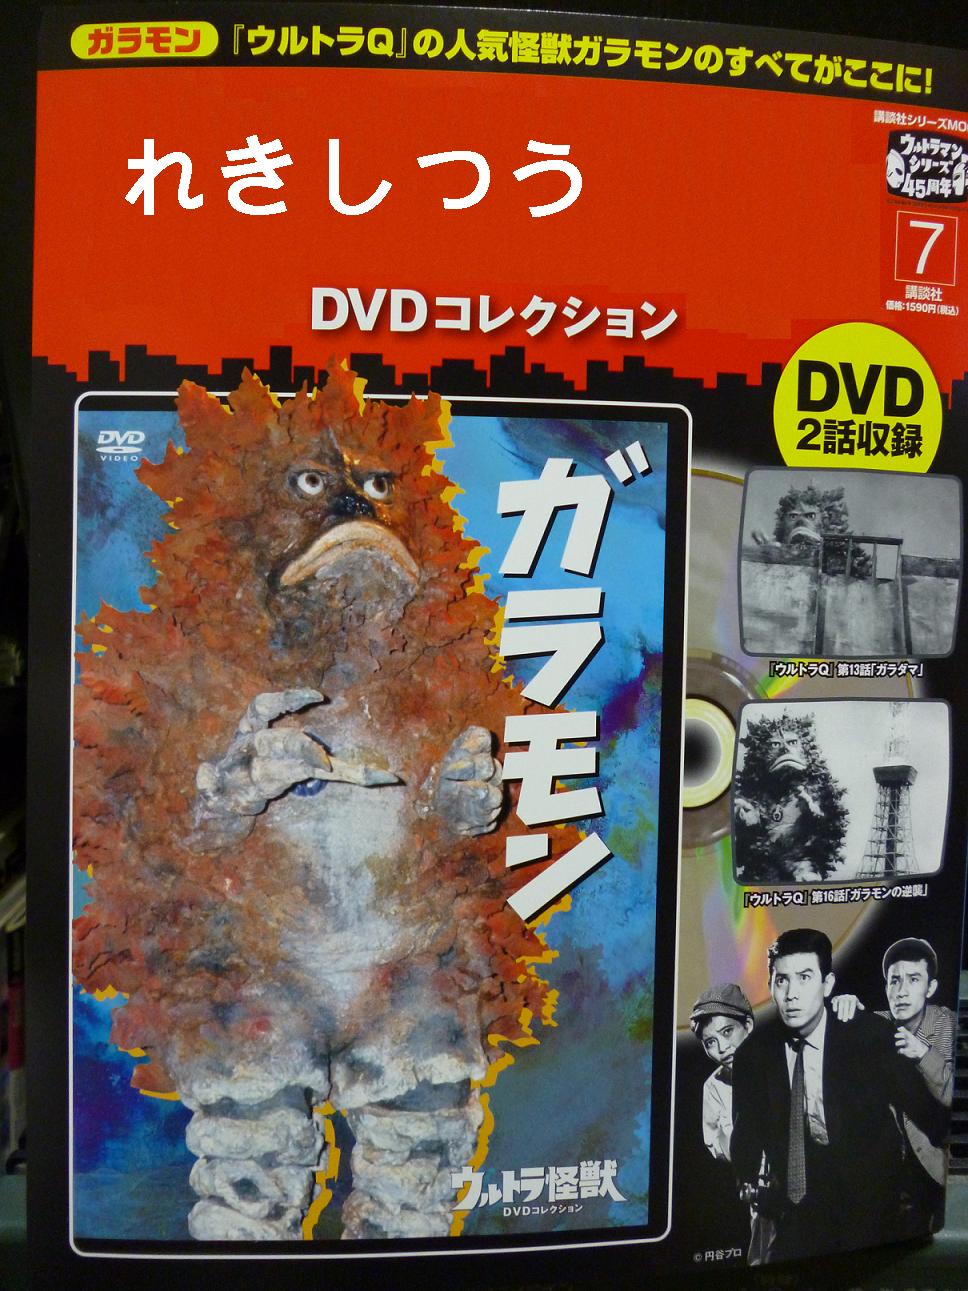 ガラモン 『ウルトラQ』の人気怪獣ガラモンのすべてがここに!
れきしつう
講談社シリーズMO
ウルトラマン
シリーズ
45周年
7
講談社
価格:1590円(税込)
DVDコレクション
DVD
2話収録
DVD
VIDEO
ガラモン
『ウルトラQ』第13話「ガラダマ」
『ウルトラQ』第16話「ガラモンの逆襲」
ウルトラ怪獣
DVDコレクション
©円谷プロ